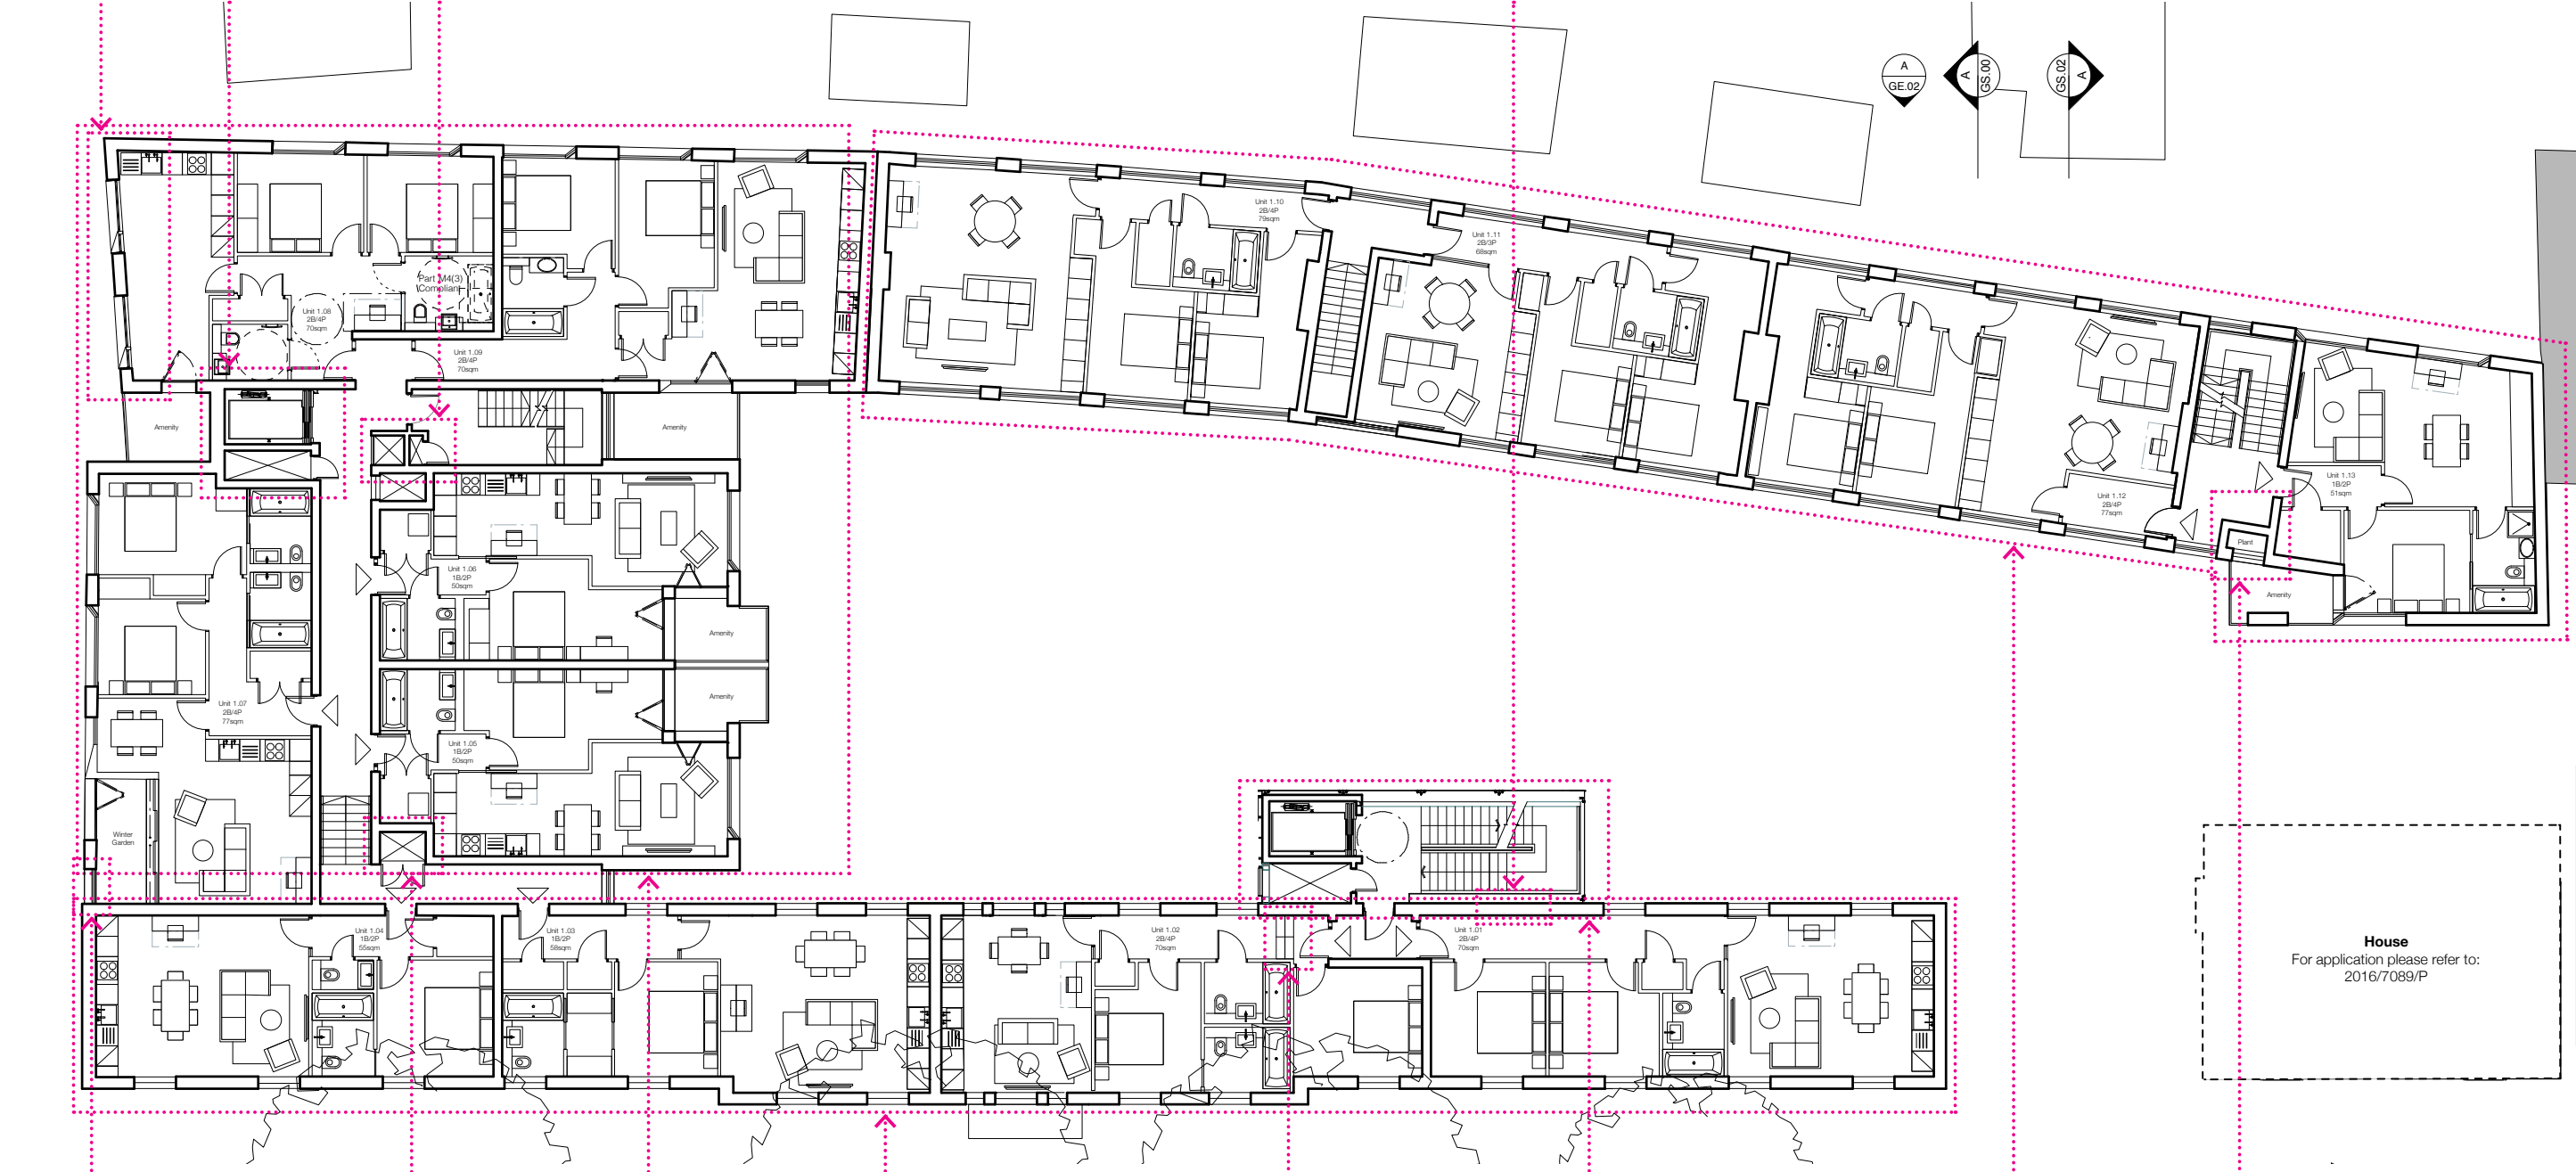 A
GE.02
A
GS.00
GS.02
A
Unit 1.10
2B/4P
79sqm
Unit 1.11
2B/3P
68sqm
Part M4(3)
Compliant
Unit 1.08
2B/4P
70sqm
Unit 1.09
2B/4P
70sqm
Amenity
Amenity
Unit 1.13
1B/2P
51sqm
Unit 1.12
2B/4P
77sqm
Plant
Amenity
Unit 1.06
1B/2P
50sqm
Amenity
Amenity
Unit 1.07
2B/4P
77sqm
Unit 1.05
1B/2P
50sqm
Winter
Garden
Unit 1.04
1B/2P
55sqm
Unit 1.03
1B/2P
58sqm
Unit 1.02
2B/4P
70sqm
Unit 1.01
2B/4P
70sqm
House
For application please refer to:
2016/7089/P